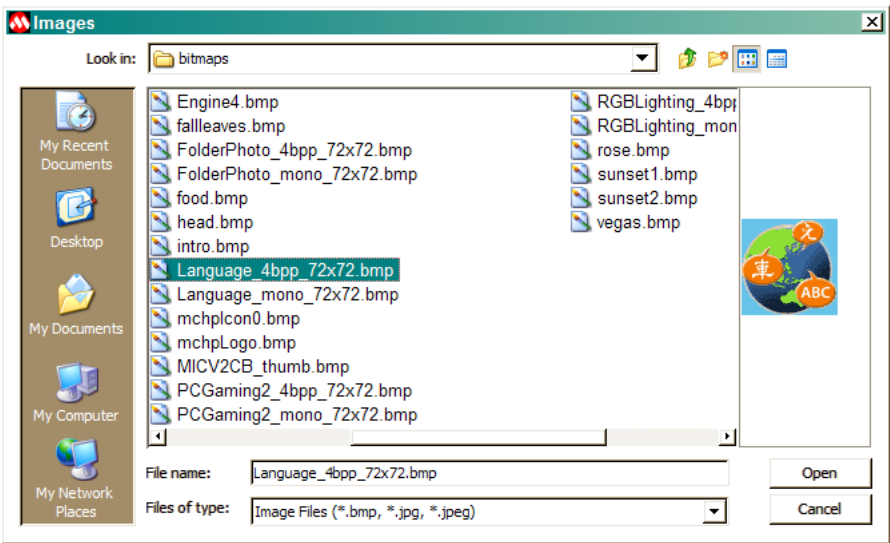 Images
Look in:
bitmaps
My Recent
Documents
Desktop
My Documents
My Computer
My Network
Places
Engine4.bmp
fallleaves.bmp
FolderPhoto_4bpp_72x72.bmp
FolderPhoto_mono_72x72.bmp
food.bmp
head.bmp
intro.bmp
Language_4bpp_72x72.bmp
Language_mono_72x72.bmp
mchpIcon0.bmp
mchpLogo.bmp
MICV2CB_thumb.bmp
PCGaming2_4bpp_72x72.bmp
PCGaming2_mono_72x72.bmp
RGBLighting_4bpp
RGBLighting_mon
rose.bmp
sunset1.bmp
sunset2.bmp
vegas.bmp
え
車
ABC
File name:
Language_4bpp_72x72.bmp
Open
Files of type:
Image Files (*.bmp, *.jpg, *.jpeg)
Cancel